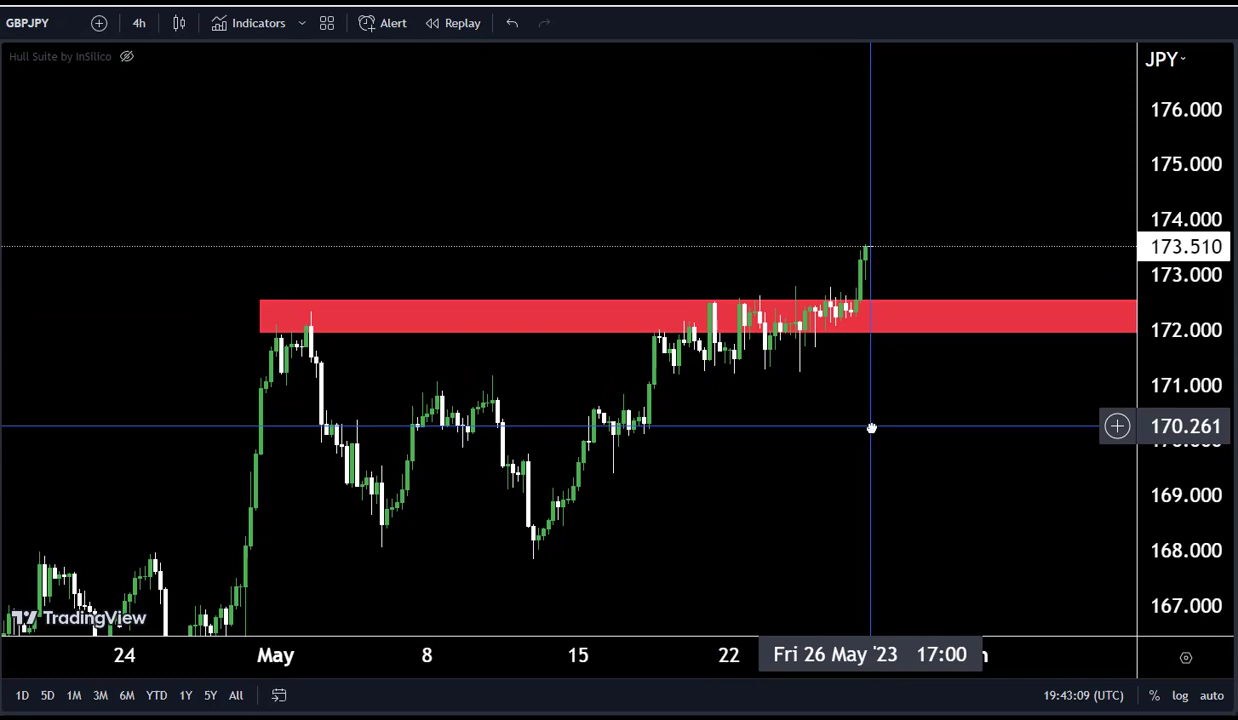 GBPJPY 4h Indicators Alert Replay
Hull Suite by InSilico
JPY
176.000
175.000
174.000
173.510
173.000
172.000
171.000
170.261
169.000
168.000
167.000
TradingView
24 May 8 15 22 Fri 26 May '23 17:00
1D 5D 1M 3M 6M YTD 1Y 5Y All 19:43:09 (UTC) % log auto